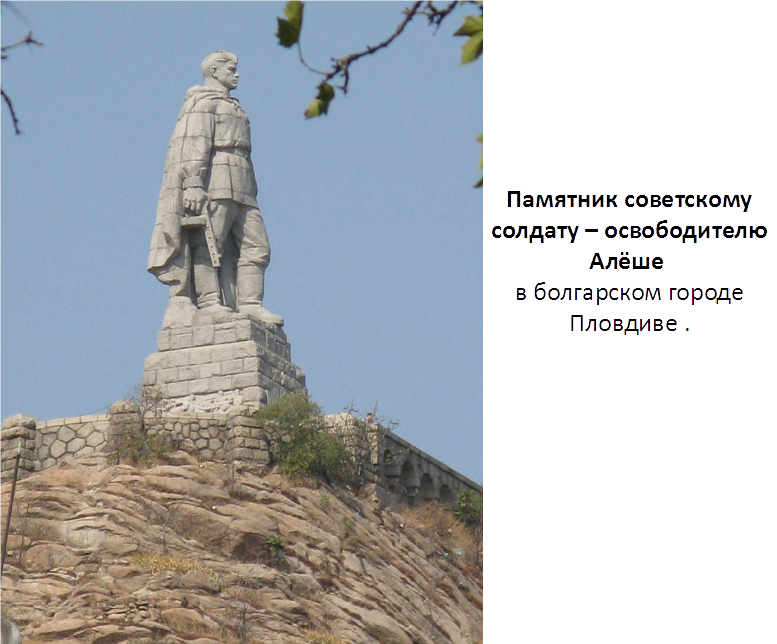 Памятник советскому
солдату – освободителю
Алёше
в болгарском городе
Пловдиве .